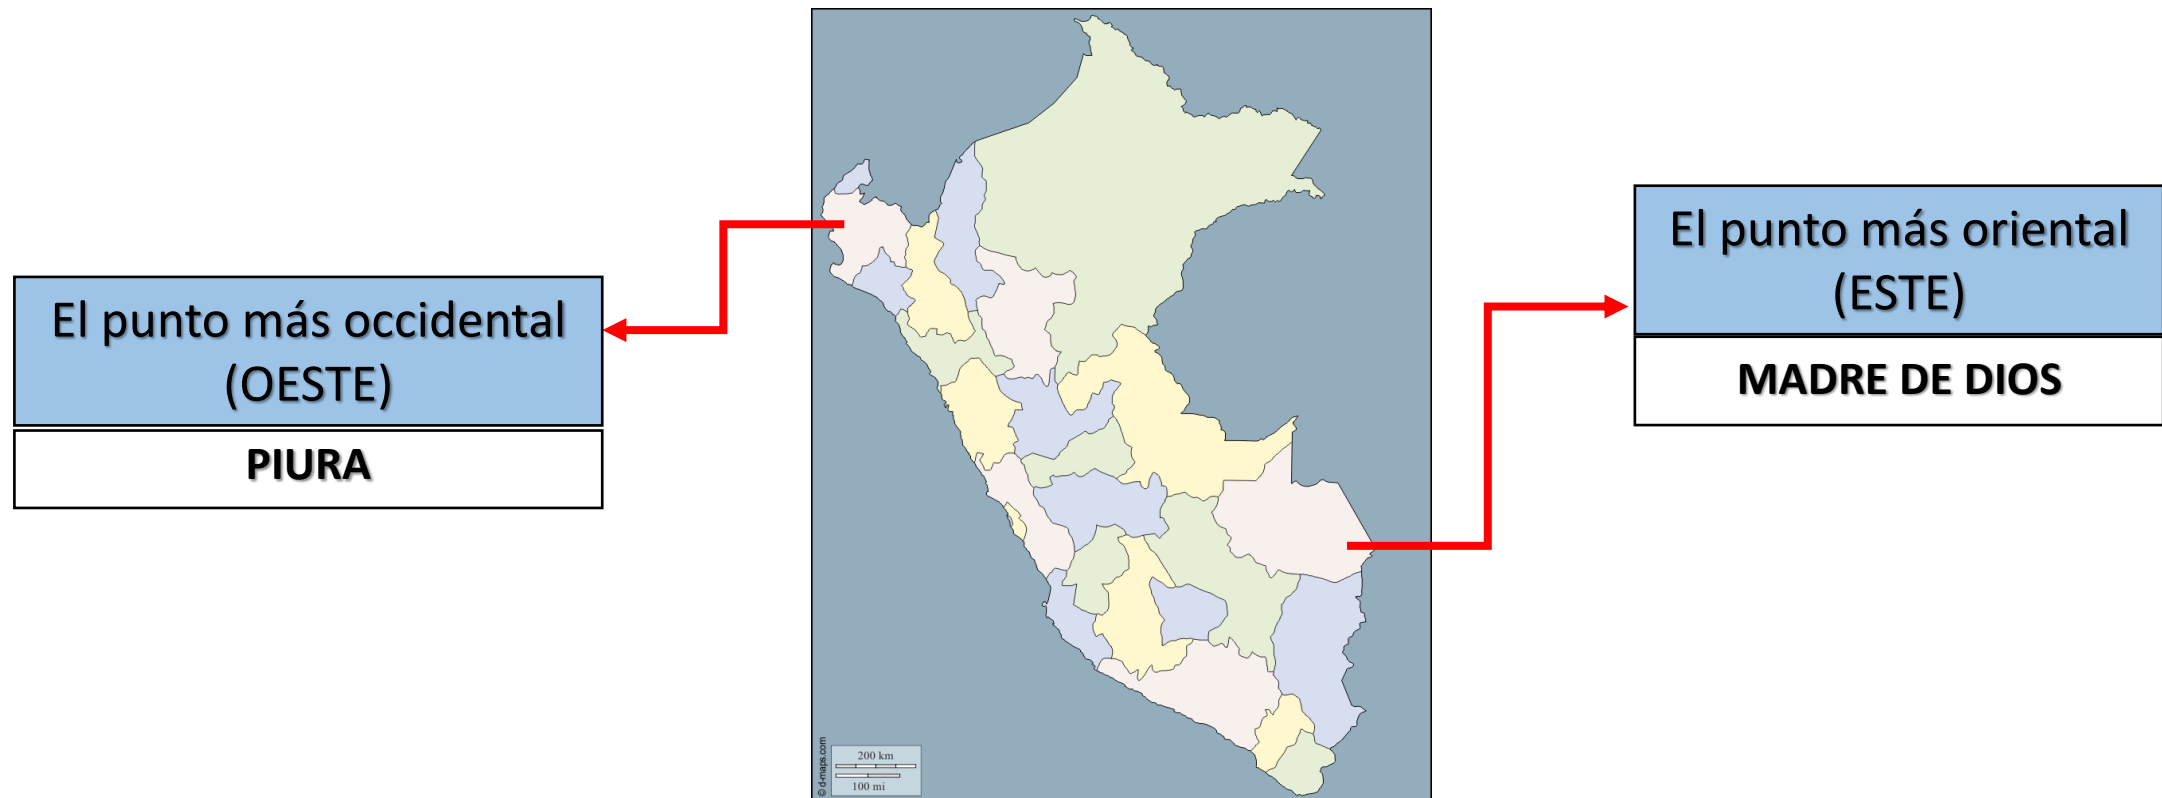 El punto más occidental
(OESTE)
PIURA
El punto más oriental
(ESTE)
MADRE DE DIOS
200 km
100 mi
© d-maps.com